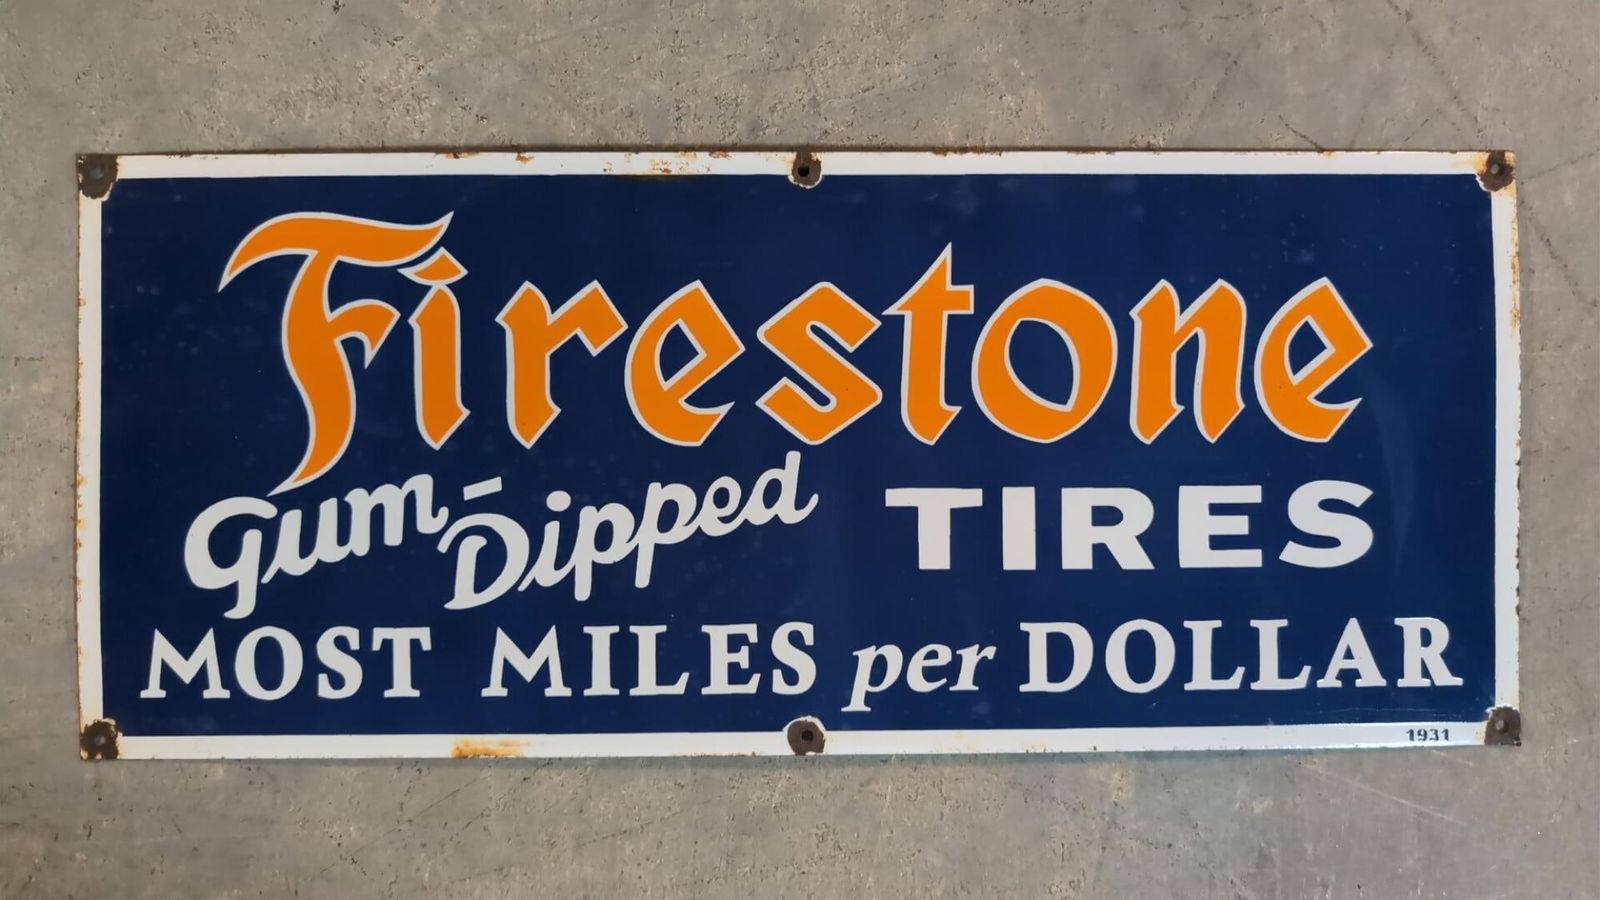 Firestone
Gum-Dipped TIRES
MOST MILES per DOLLAR
1931